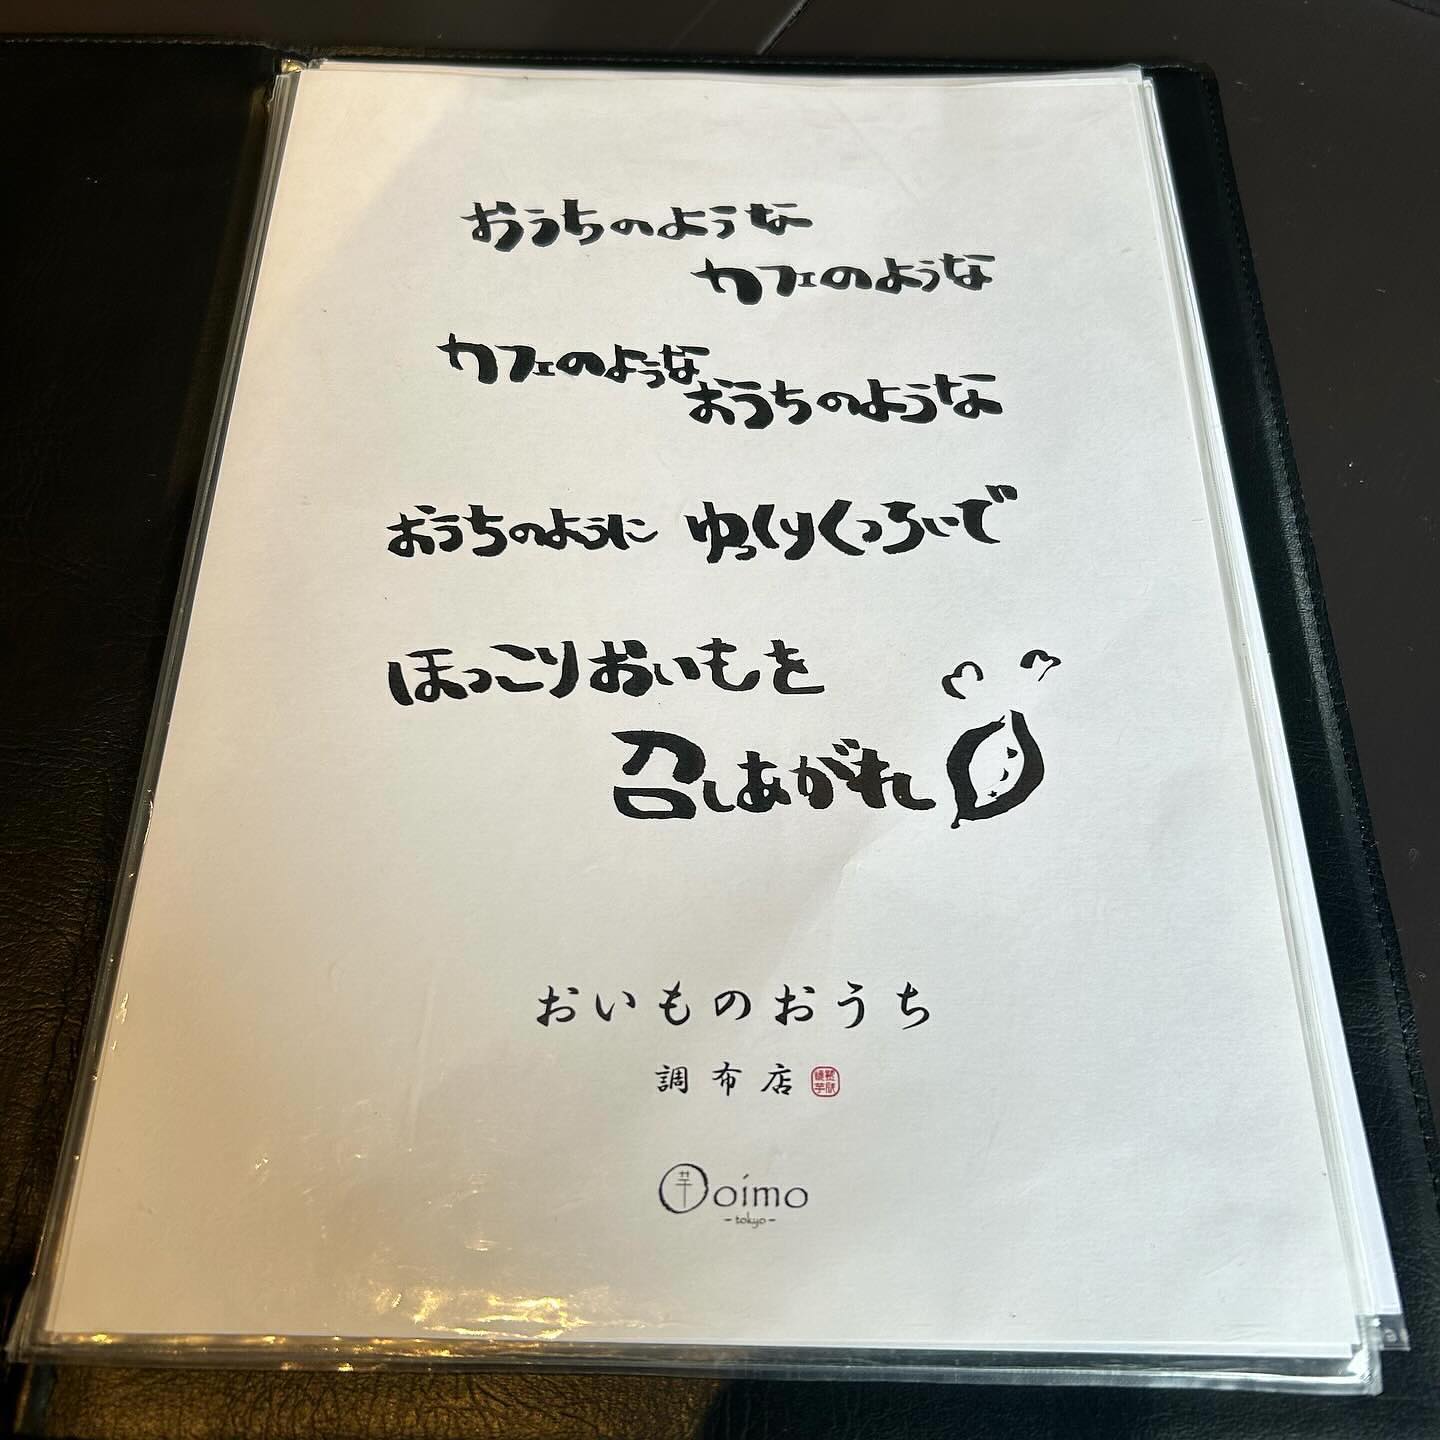 おうちのような
カフェのような
カフェのような
おうちのような
おうちのように ゆっくりくつろいで
ほっこりおいもを
召しあがれ
おいものおうち
調布店
芋
oimo
-tokyo-